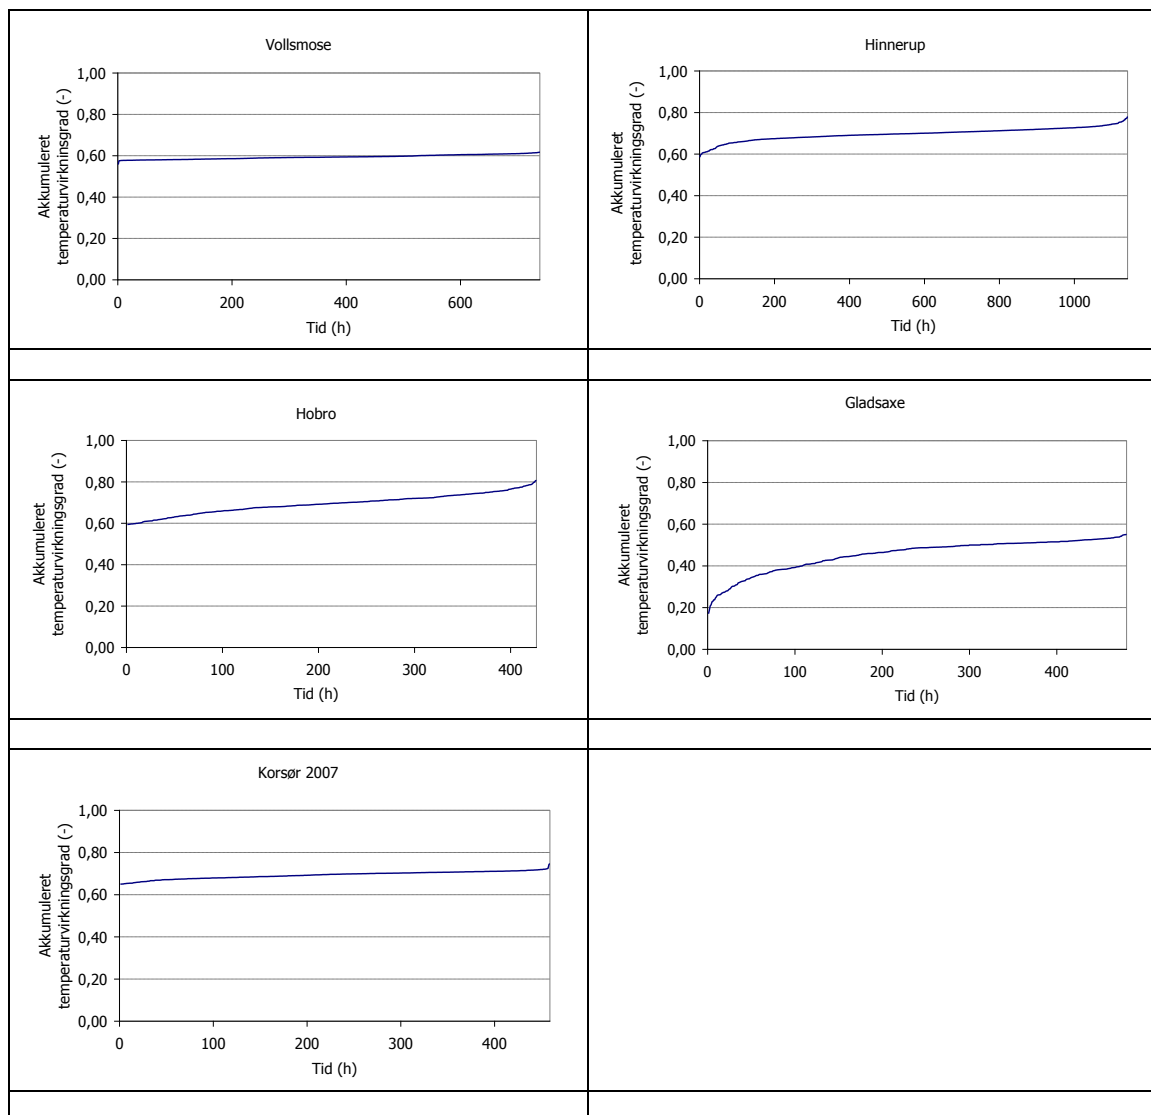 Vollsmose
Akkumuleret
temperaturvirkningsgrad (-)
1,00
0,80
0,60
0,40
0,20
0,00
0 200 400 600
Tid (h)
Hinnerup
Akkumuleret
temperaturvirkningsgrad (-)
1,00
0,80
0,60
0,40
0,20
0,00
0 200 400 600 800 1000
Tid (h)
Hobro
Akkumuleret
temperaturvirkningsgrad (-)
1,00
0,80
0,60
0,40
0,20
0,00
0 100 200 300 400
Tid (h)
Gladsaxe
Akkumuleret
temperaturvirkningsgrad (-)
1,00
0,80
0,60
0,40
0,20
0,00
0 100 200 300 400
Tid (h)
Korsør 2007
Akkumuleret
temperaturvirkningsgrad (-)
1,00
0,80
0,60
0,40
0,20
0,00
0 100 200 300 400
Tid (h)